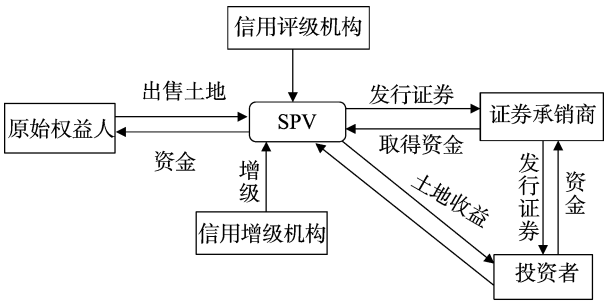 信用评级机构
出售土地
发行证券
原始权益人
SPV
证券承销商
资金
取得资金
增级
土地收益
发行证券
资金
信用增级机构
投资者